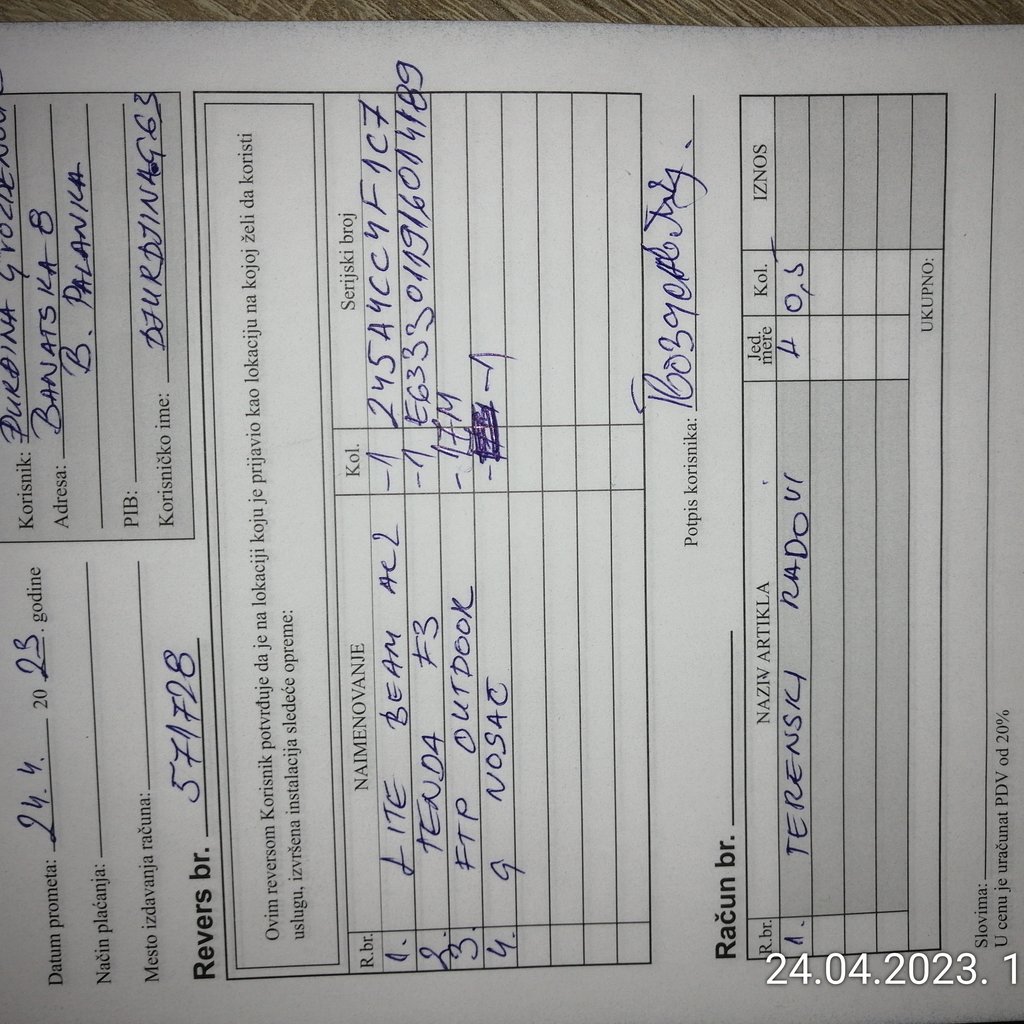 Datum prometa: 24. 4. 20 23. godine
Način plaćanja:
Mesto izdavanja računa:
Korisnik: ĐURĐINA
Adresa: BANATSKA 8
B. PALANKA
PIB:
Korisničko ime: DJURDJINAG63
Revers br. 571728
Ovim reversom Korisnik potvrđuje da je na lokaciji koju je prijavio kao lokaciju na kojoj želi da koristi
uslugu, izvršena instalacija sledeće opreme:
R.br. NAIMENOVANJE Kol. Serijski broj
1. LITE BEAM AC2 -1 245A4CC4F1C7
2. TENDA F3 -1 E6333011916014189
3. FTP OUTDOOR -17M
4. G NOSAČ -1
Potpis korisnika:
Račun br.
R.br. NAZIV ARTIKLA Jed. mere Kol. IZNOS
1. TERENSKI RADOVI 0,5
UKUPNO:
Slovima:
U cenu je uračunat PDV od 20%
24.04.2023. 1